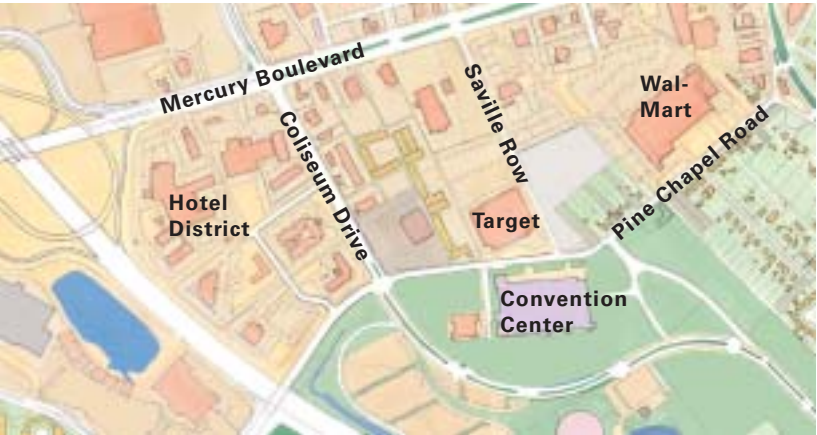 Mercury Boulevard
Coliseum Drive
Saville Row
Wal-
Mart
Pine Chapel Road
Hotel
District
Target
Convention
Center